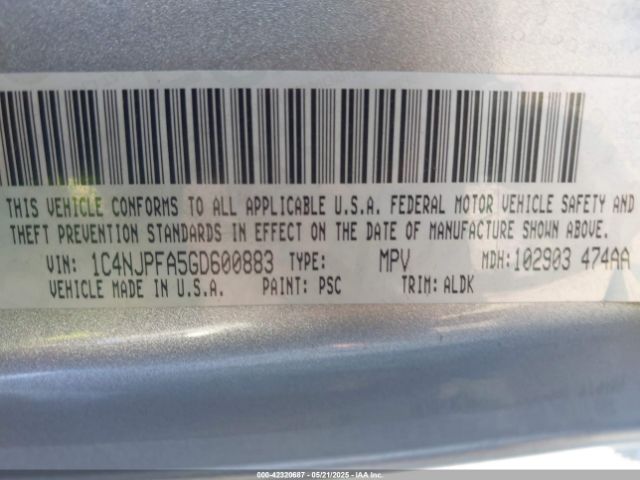 THIS VEHICLE CONFORMS TO ALL APPLICABLE U.S.A. FEDERAL MOTOR VEHICLE SAFETY AND
THEFT PREVENTION STANDARDS IN EFFECT ON THE DATE OF MANUFACTURE SHOWN ABOVE.
VIN: 1C4NJPFA5GD600883 TYPE: MPV MDH:102903 474AA
VEHICLE MADE IN U.S.A. PAINT: PSC TRIM: ALDK
000-42320687 - 05/21/2025 - IAAI.COM